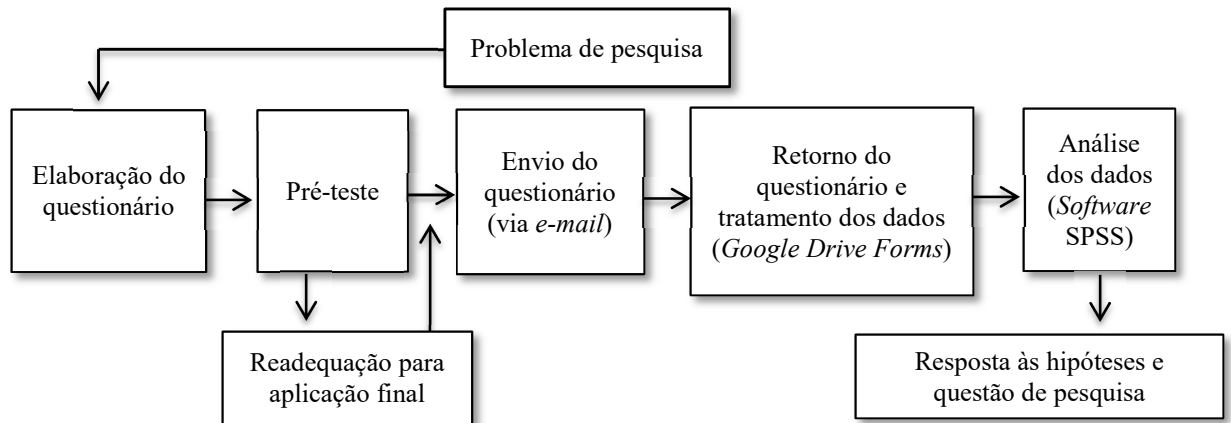 Problema de pesquisa
Elaboração do
questionário
Pré-teste
Envio do
questionário
(via e-mail)
Retorno do
questionário e
tratamento dos dados
(Google Drive Forms)
Análise
dos dados
(Software
SPSS)
Readequação para
aplicação final
Resposta às hipóteses e
questão de pesquisa